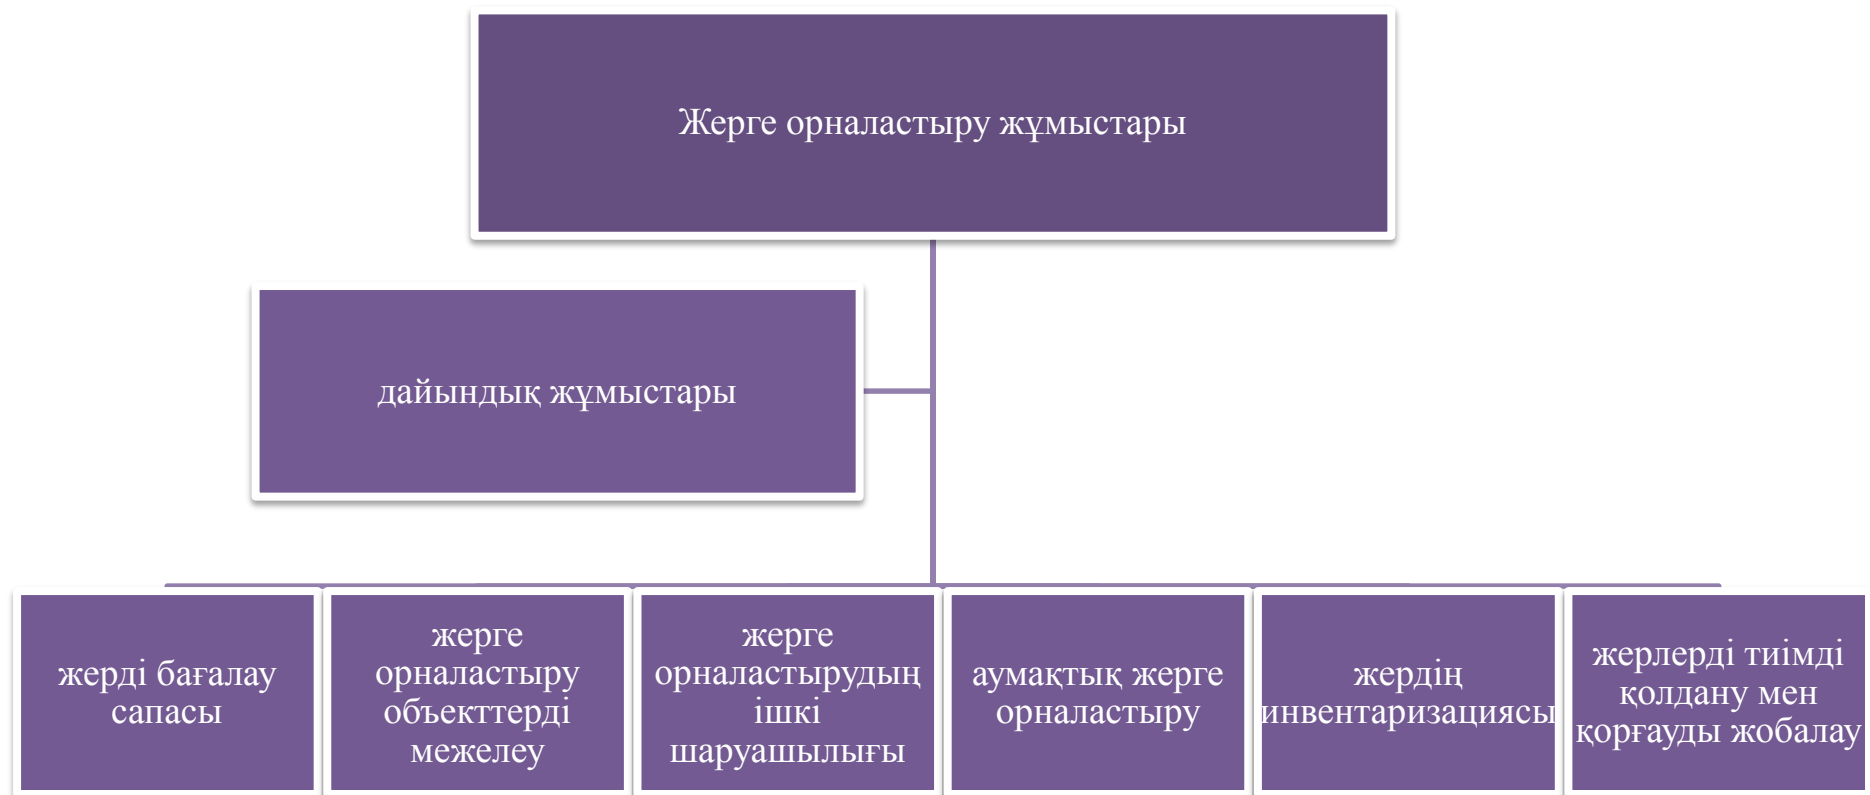 Жерге орналастыру жұмыстары
дайындық жұмыстары
жерді бағалау
сапасы
жерге
орналастыру
объекттерді
межелеу
жерге
орналастырудың
ішкі
шаруашылығы
аумақтық жерге
орналастыру
жердің
инвентаризациясы
жерлерді тиімді
қолдану мен
қорғауды жобалау